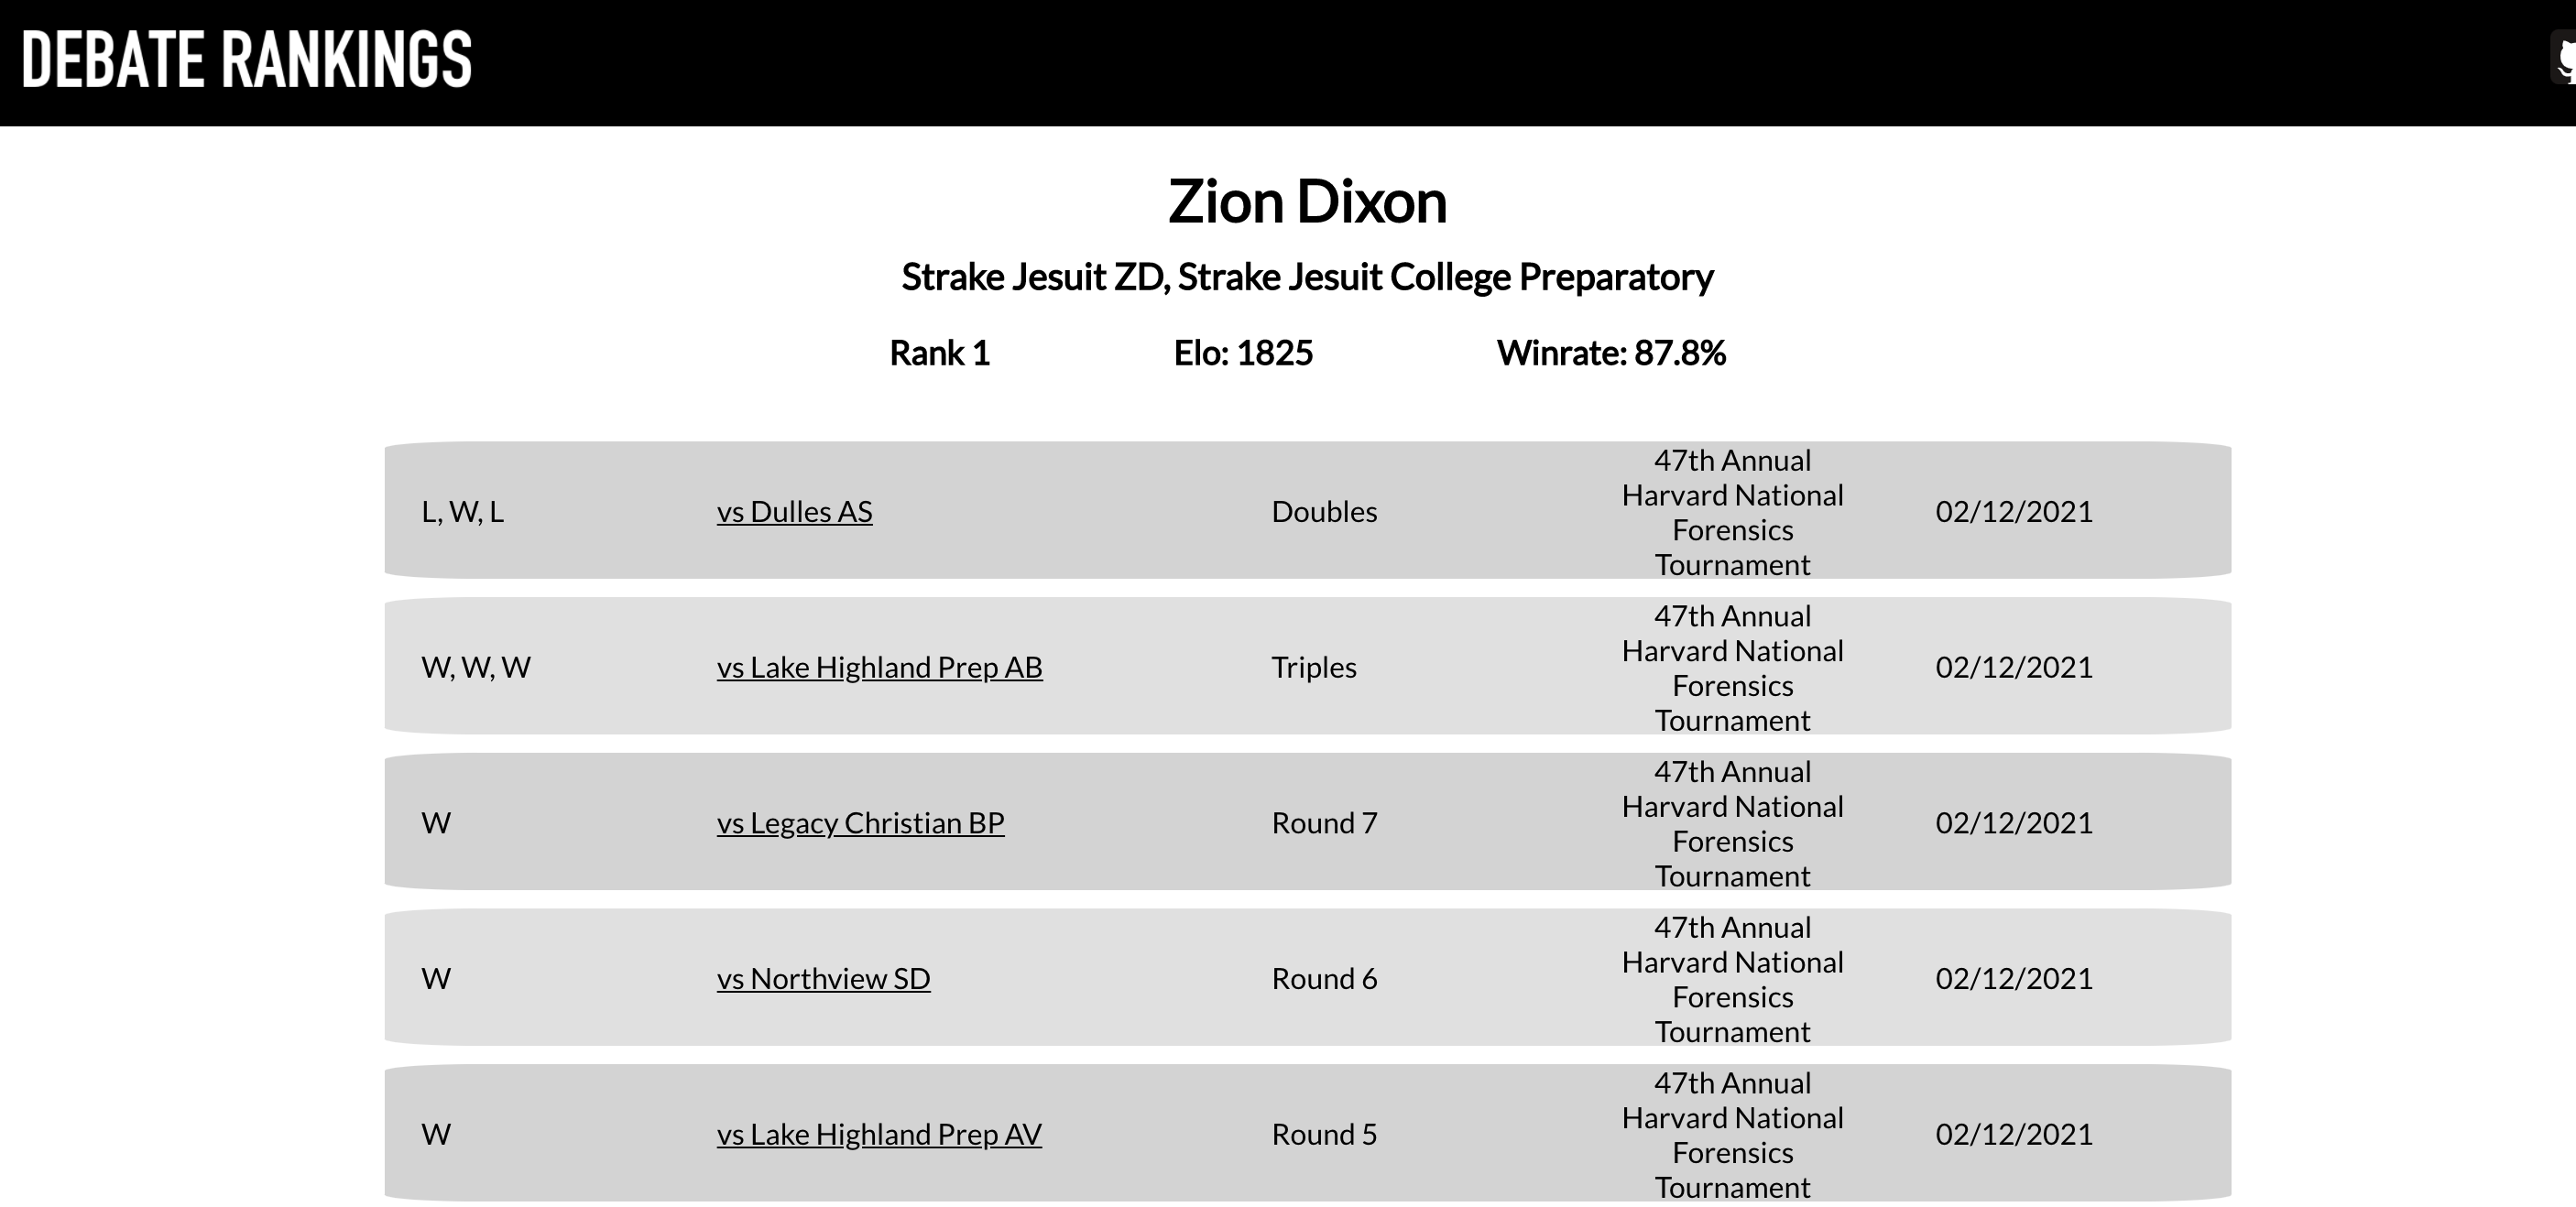 DEBATE RANKINGS
Zion Dixon
Strake Jesuit ZD, Strake Jesuit College Preparatory
Rank 1 Elo: 1825 Winrate: 87.8%
L, W, L vs Dulles AS Doubles 47th Annual
Harvard National
Forensics
Tournament 02/12/2021
W, W, W vs Lake Highland Prep AB Triples 47th Annual
Harvard National
Forensics
Tournament 02/12/2021
W vs Legacy Christian BP Round 7 47th Annual
Harvard National
Forensics
Tournament 02/12/2021
W vs Northview SD Round 6 47th Annual
Harvard National
Forensics
Tournament 02/12/2021
W vs Lake Highland Prep AV Round 5 47th Annual
Harvard National
Forensics
Tournament 02/12/2021